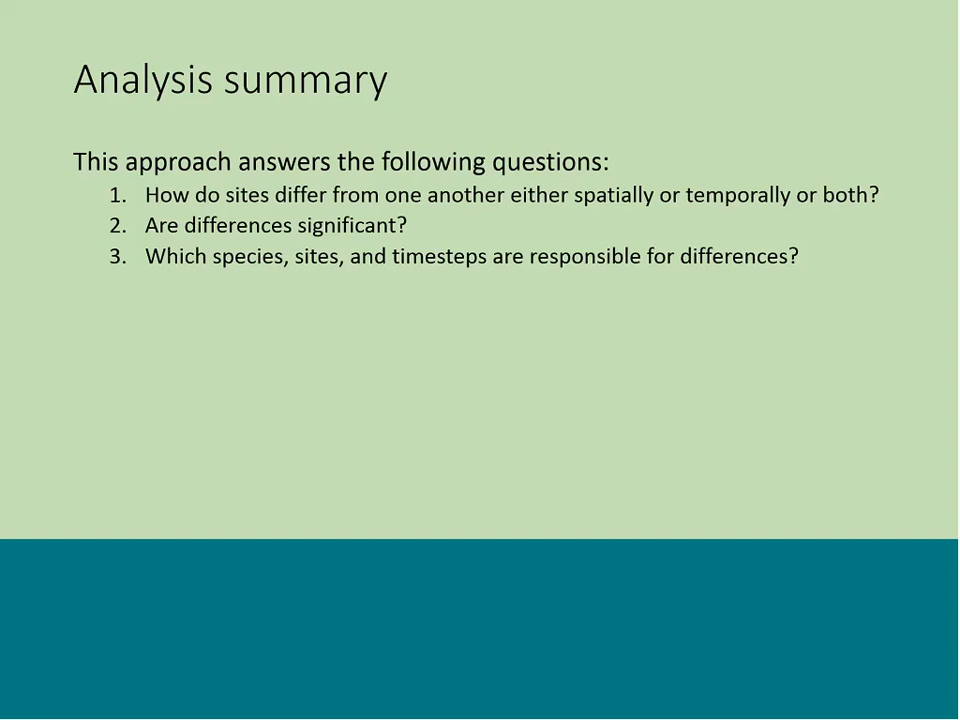 Analysis summary
This approach answers the following questions:
1. How do sites differ from one another either spatially or temporally or both?
2. Are differences significant?
3. Which species, sites, and timesteps are responsible for differences?